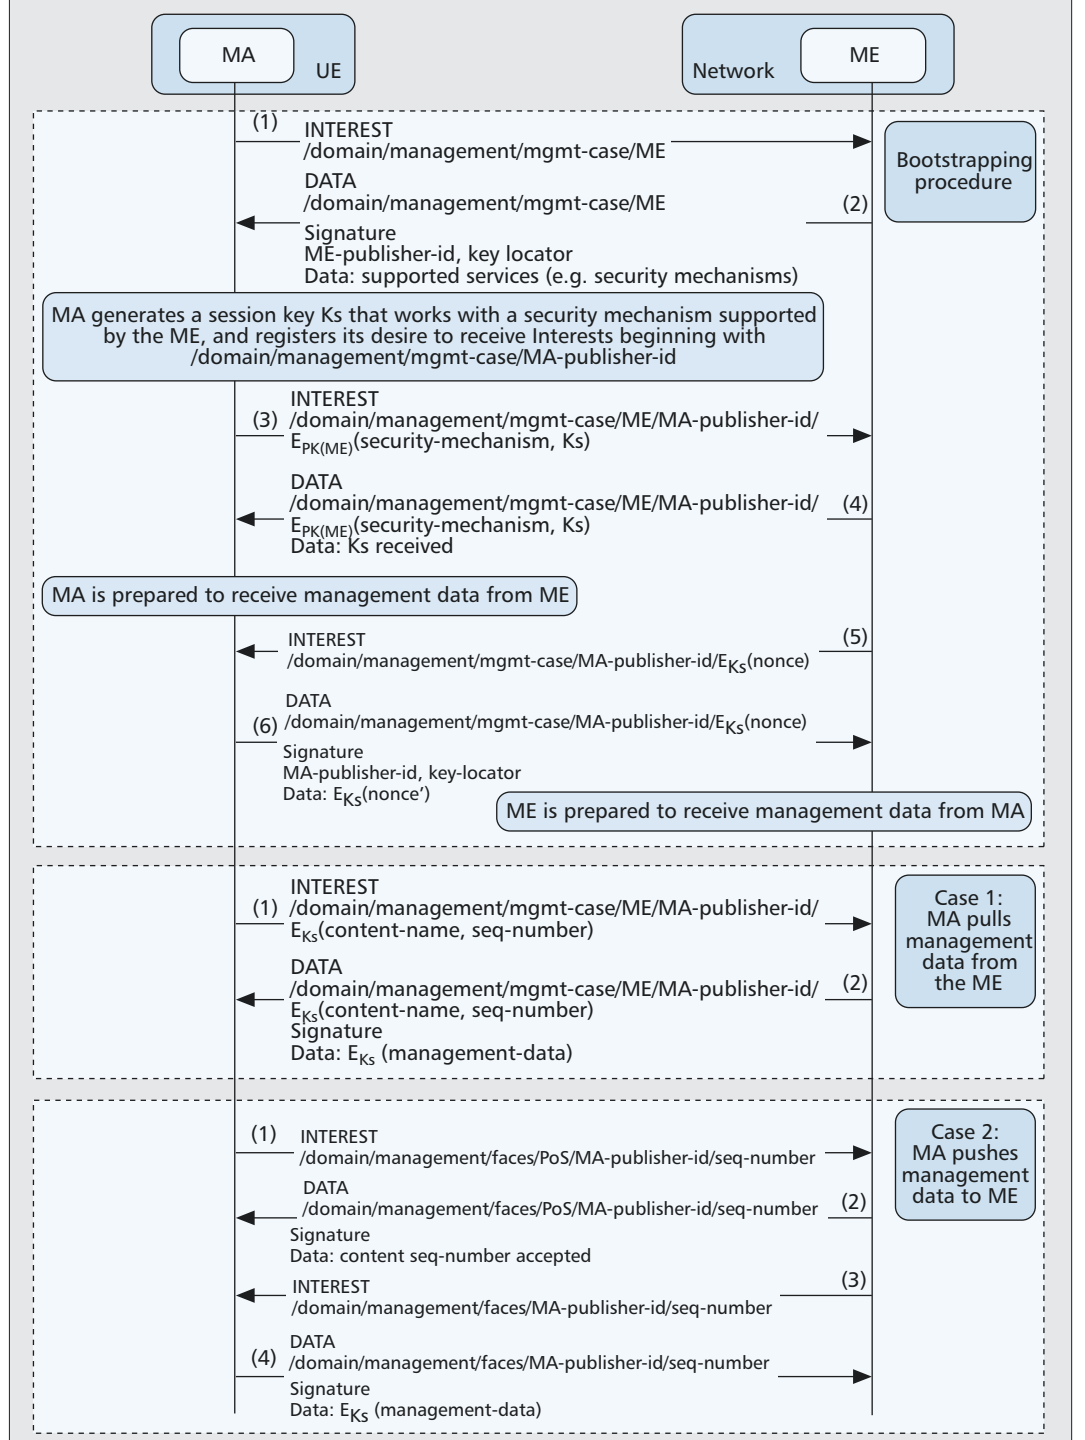 MA
UE
Network
ME
(1)
INTEREST
/domain/management/mgmt-case/ME
Bootstrapping
procedure
DATA
/domain/management/mgmt-case/ME
(2)
Signature
ME-publisher-id, key locator
Data: supported services (e.g. security mechanisms)
MA generates a session key Ks that works with a security mechanism supported
by the ME, and registers its desire to receive Interests beginning with
/domain/management/mgmt-case/MA-publisher-id
INTEREST
(3) /domain/management/mgmt-case/ME/MA-publisher-id/
EPK(ME)(security-mechanism, Ks)
DATA
/domain/management/mgmt-case/ME/MA-publisher-id/ (4)
EPK(ME)(security-mechanism, Ks)
Data: Ks received
MA is prepared to receive management data from ME
INTEREST (5)
/domain/management/mgmt-case/MA-publisher-id/EKs(nonce)
DATA
(6) /domain/management/mgmt-case/MA-publisher-id/EKs(nonce)
Signature
MA-publisher-id, key-locator
Data: EKs(nonce')
ME is prepared to receive management data from MA
INTEREST
(1) /domain/management/mgmt-case/ME/MA-publisher-id/
EKs(content-name, seq-number)
Case 1:
MA pulls
management
data from
the ME
DATA
/domain/management/mgmt-case/ME/MA-publisher-id/ (2)
EKs(content-name, seq-number)
Signature
Data: EKs (management-data)
(1) INTEREST
/domain/management/faces/PoS/MA-publisher-id/seq-number
Case 2:
MA pushes
management
data to ME
DATA
/domain/management/faces/PoS/MA-publisher-id/seq-number (2)
Signature
Data: content seq-number accepted
INTEREST (3)
/domain/management/faces/MA-publisher-id/seq-number
DATA
(4) /domain/management/faces/MA-publisher-id/seq-number
Signature
Data: EKs (management-data)